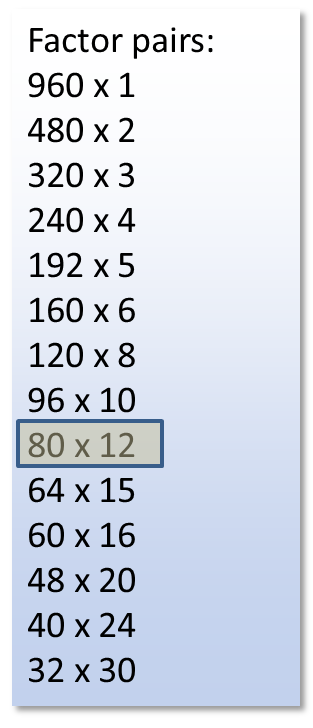 Factor pairs:
960 x 1
480 x 2
320 x 3
240 x 4
192 x 5
160 x 6
120 x 8
96 x 10
80 x 12
64 x 15
60 x 16
48 x 20
40 x 24
32 x 30